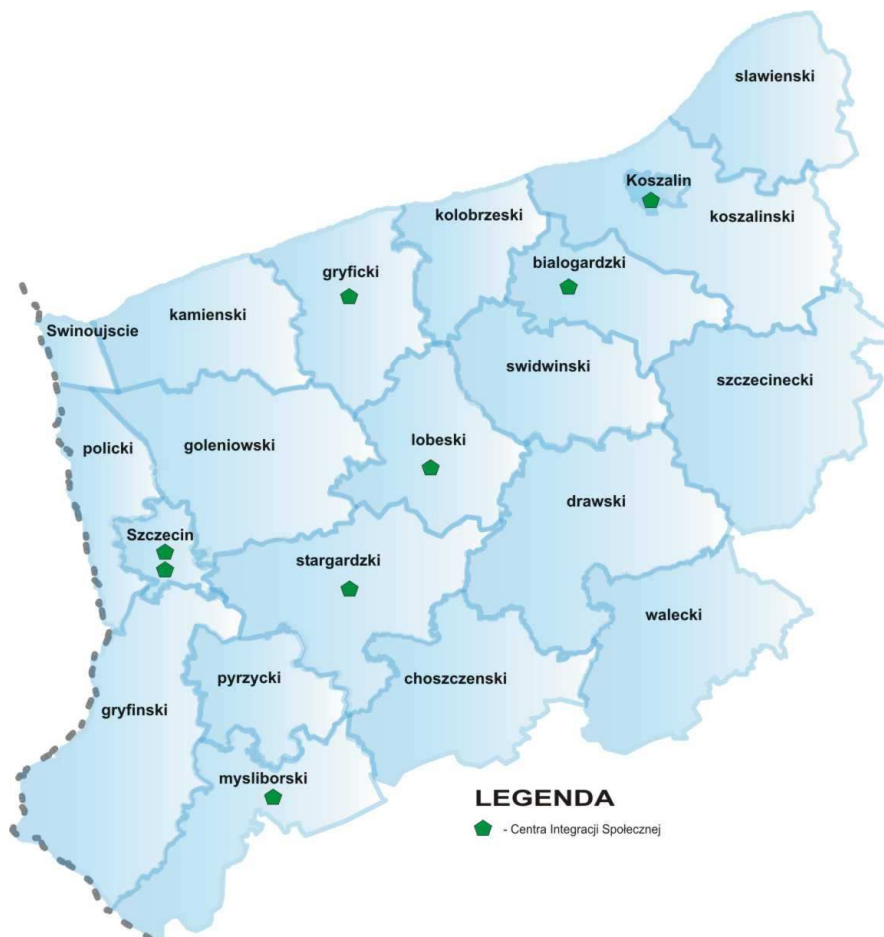 slawienski
Koszalin
kolobrzeski
koszalinski
gryficki
bialogardzki
kamienski
Swinoujscie
swidwinski
szczecinecki
policki
goleniowski
lobeski
drawski
Szczecin
stargardzki
walecki
pyrzycki
choszczenski
gryfinski
mysliborski
LEGENDA
- Centra Integracji Społecznej